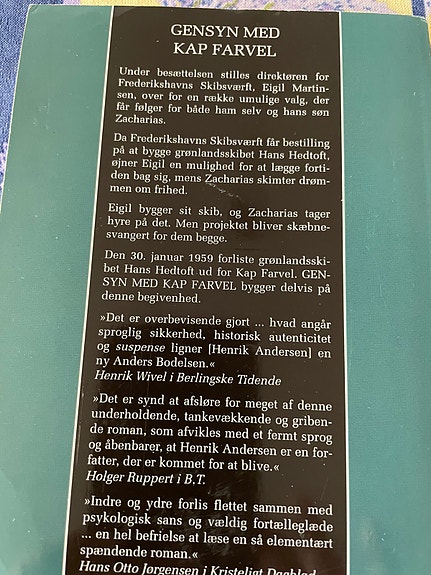 GENSYN MED
KAP FARVEL
Under besættelsen stilles direktøren for
Frederikshavns Skibsværft, Eigil Martin-
sen, over for en række umulige valg, der
får følger for både ham selv og hans søn
Zacharias.
Da Frederikshavns Skibsværft får bestilling
på at bygge grønlandsskibet Hans Hedtoft,
øjner Eigil en mulighed for at lægge forti-
den bag sig, mens Zacharias skimter drøm-
men om frihed.
Eigil bygger sit skib, og Zacharias tager
hyre på det. Men projektet bliver skæbne-
svangert for dem begge.
Den 30. januar 1959 forliste grønlandsski-
bet Hans Hedtoft ud for Kap Farvel. GEN-
SYN MED KAP FARVEL bygger delvis på
denne begivenhed.
»Det er overbevisende gjort ... hvad angår
sproglig sikkerhed, historisk autenticitet
og suspense ligner [Henrik Andersen] en
ny Anders Bodelsen.«
Henrik Wivel i Berlingske Tidende
»Det er synd at afsløre for meget af denne
underholdende, tankevækkende og griben-
de roman, som afvikles med et fermt sprog
og åbenbarer, at Henrik Andersen er en for-
fatter, der er kommet for at blive.«
Holger Ruppert i B.T.
»Indre og ydre forlis flettet sammen med
psykologisk sans og vældig fortælleglæde
... en hel befrielse at læse en så elementært
spændende roman.«
Hans Otto Jørgensen i Kristeligt Dagblad